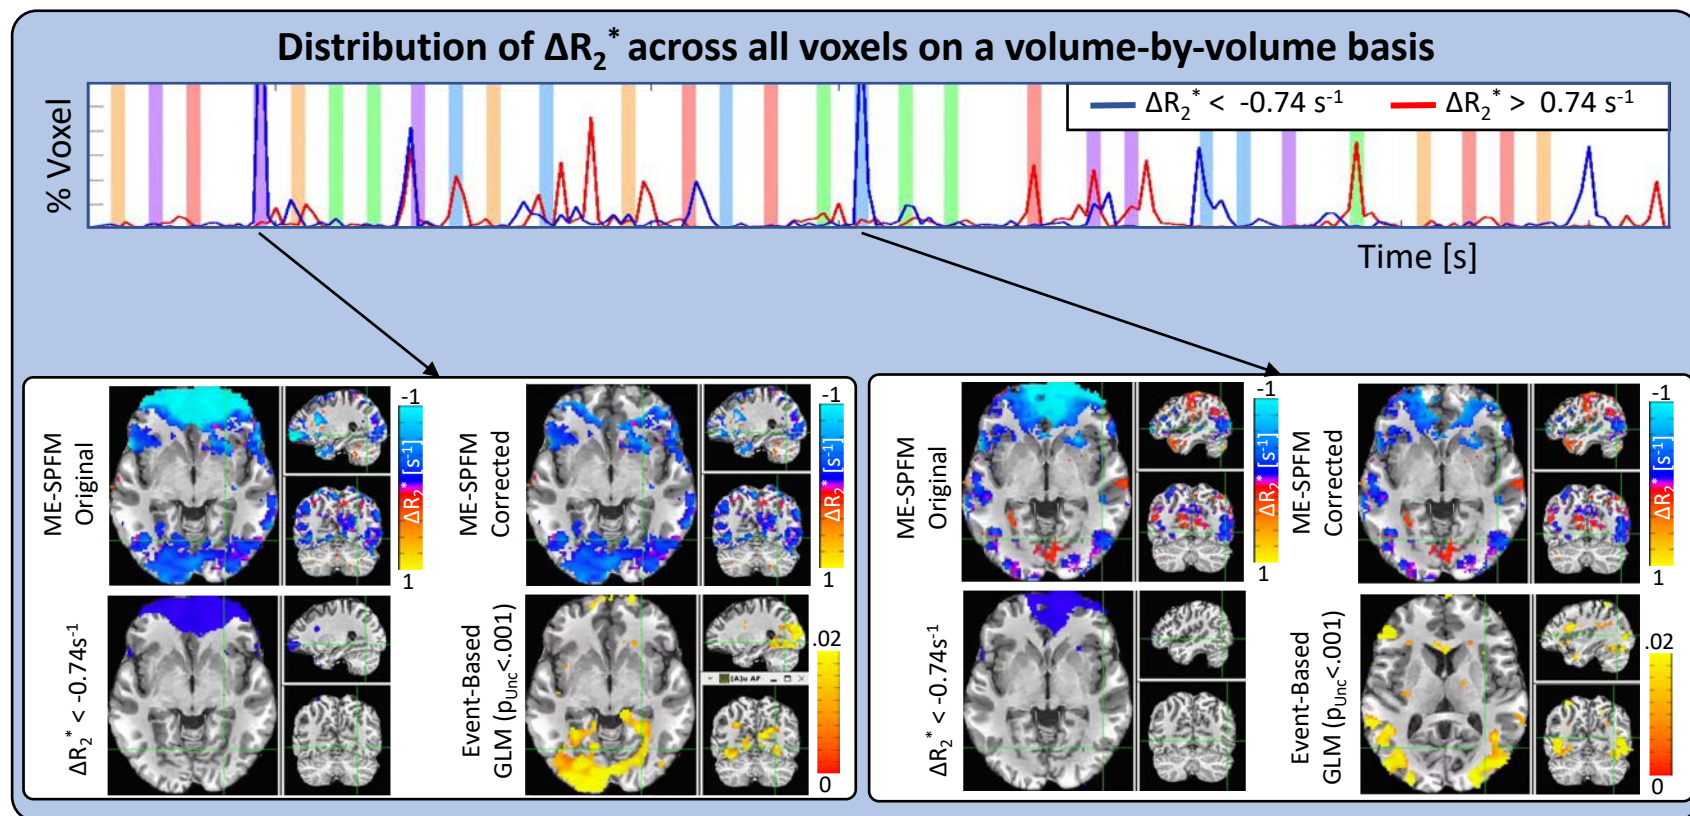 Distribution of ΔR₂* across all voxels on a volume-by-volume basis
% Voxel
ΔR₂* < -0.74 s⁻¹
ΔR₂* > 0.74 s⁻¹
Time [s]
ME-SPFM
Original
-1
ΔR₂* [s⁻¹]
1
ME-SPFM
Corrected
-1
ΔR₂* [s⁻¹]
1
ΔR₂* < -0.74s⁻¹
Event-Based
GLM (pUnc<.001)
[A]u AF
.02
0
ME-SPFM
Original
-1
ΔR₂* [s⁻¹]
1
ME-SPFM
Corrected
-1
ΔR₂* [s⁻¹]
1
ΔR₂* < -0.74s⁻¹
Event-Based
GLM (pUnc<.001)
.02
0